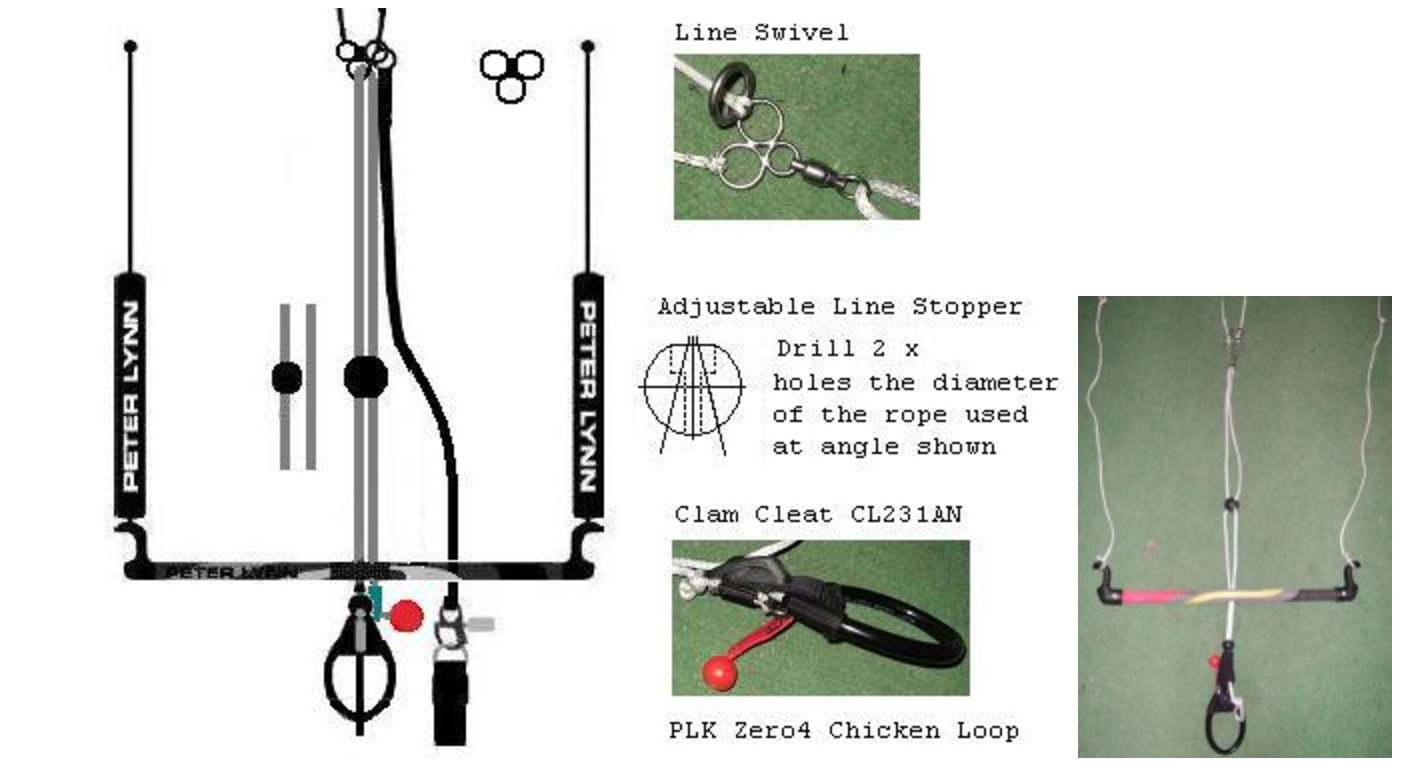 Line Swivel
PETER LYNN
PETER LYNN
Adjustable Line Stopper
Drill 2 x
holes the diameter
of the rope used
at angle shown
Clam Cleat CL231AN
PETER LYNN
PLK Zero4 Chicken Loop